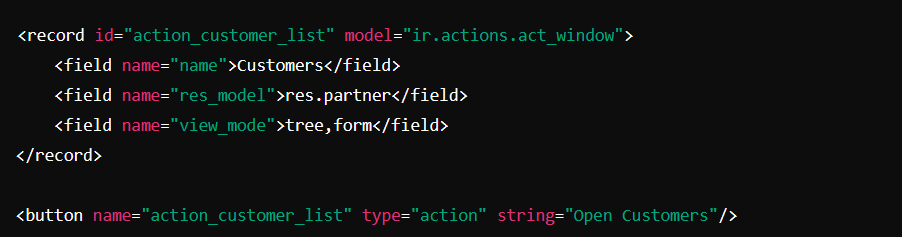 <record id="action_customer_list" model="ir.actions.act_window">
    <field name="name">Customers</field>
    <field name="res_model">res.partner</field>
    <field name="view_mode">tree,form</field>
</record>

<button name="action_customer_list" type="action" string="Open Customers"/>